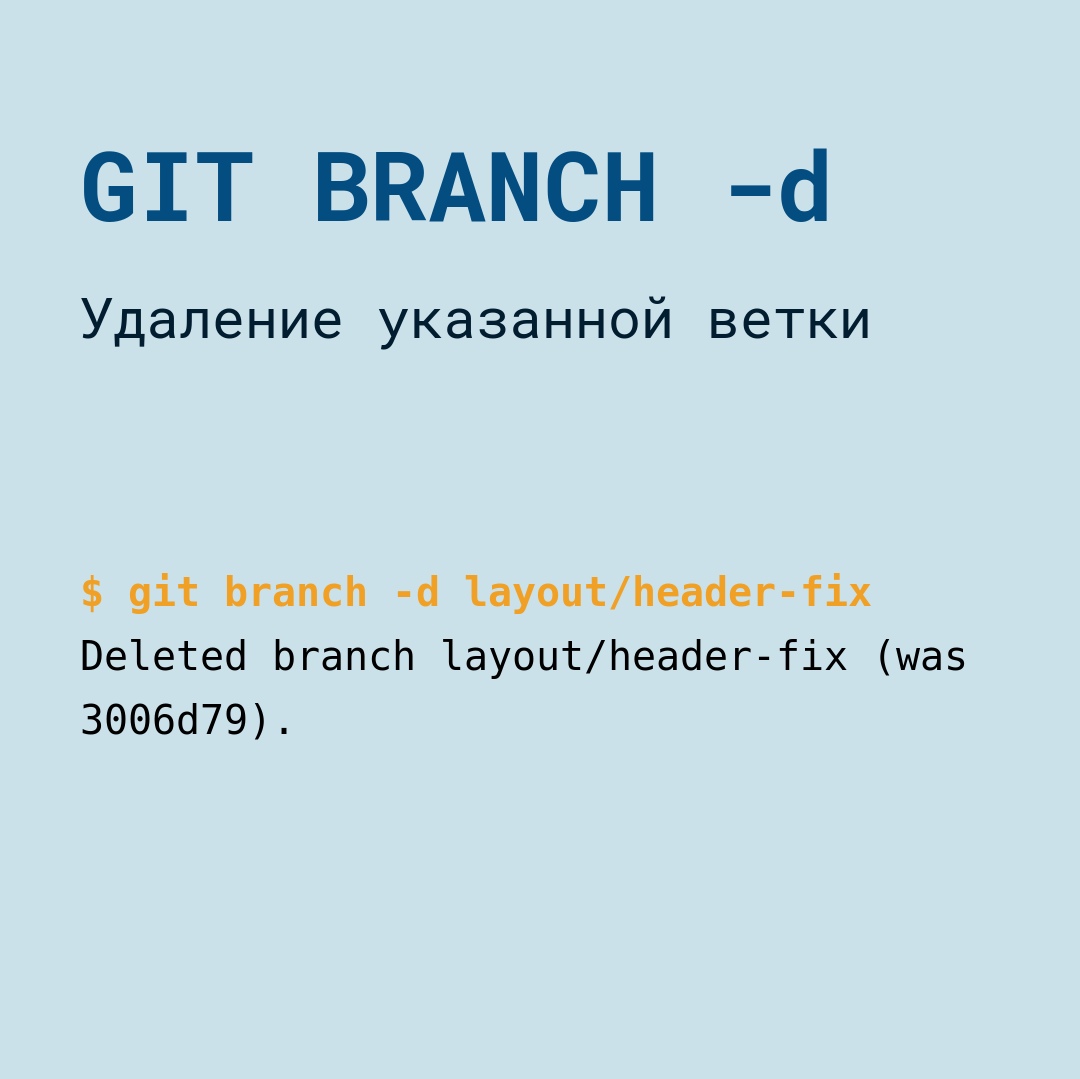 GIT BRANCH -d
Удаление указанной ветки
$ git branch -d layout/header-fix
Deleted branch layout/header-fix (was
3006d79).